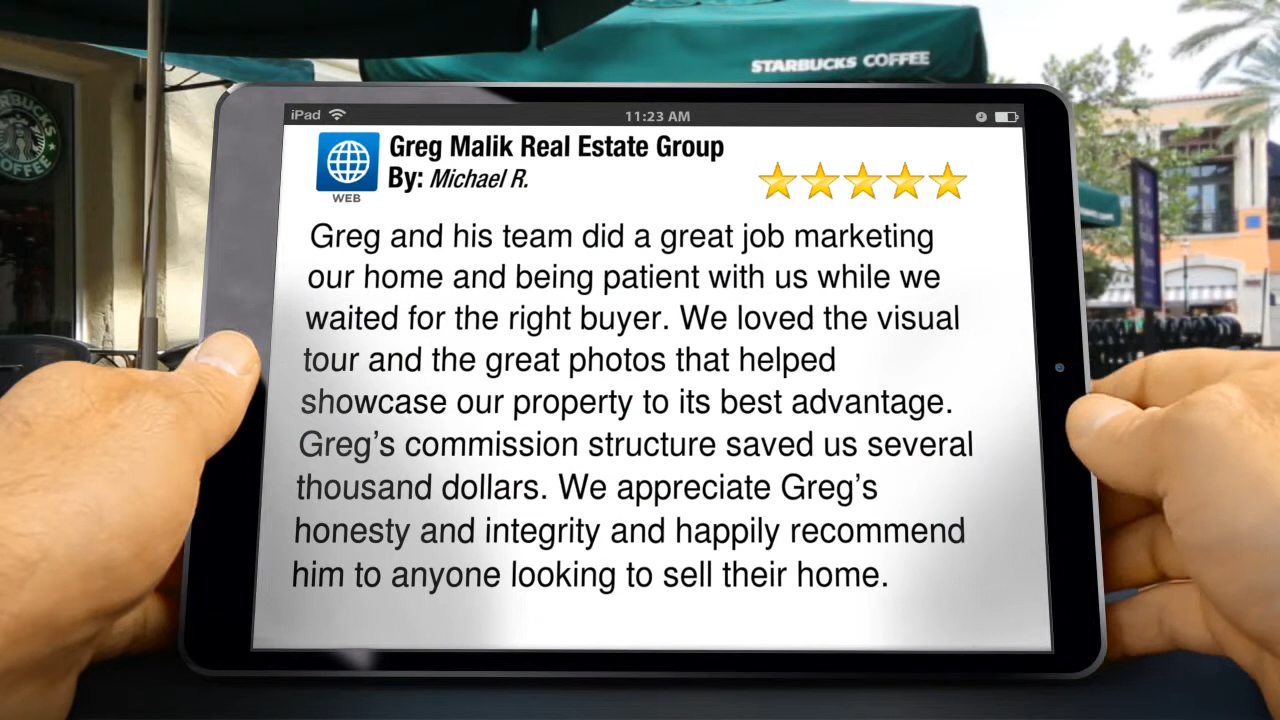 STARBUCKS COFFEE
iPad
11:23 AM
Greg Malik Real Estate Group
By: Michael R.
WEB
Greg and his team did a great job marketing
our home and being patient with us while we
waited for the right buyer. We loved the visual
tour and the great photos that helped
showcase our property to its best advantage.
Greg’s commission structure saved us several
thousand dollars. We appreciate Greg’s
honesty and integrity and happily recommend
him to anyone looking to sell their home.